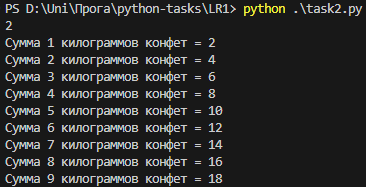 PS D:\Uni\Прога\python-tasks\LR1> python .\task2.py
2
Сумма 1 килограммов конфет = 2
Сумма 2 килограммов конфет = 4
Сумма 3 килограммов конфет = 6
Сумма 4 килограммов конфет = 8
Сумма 5 килограммов конфет = 10
Сумма 6 килограммов конфет = 12
Сумма 7 килограммов конфет = 14
Сумма 8 килограммов конфет = 16
Сумма 9 килограммов конфет = 18